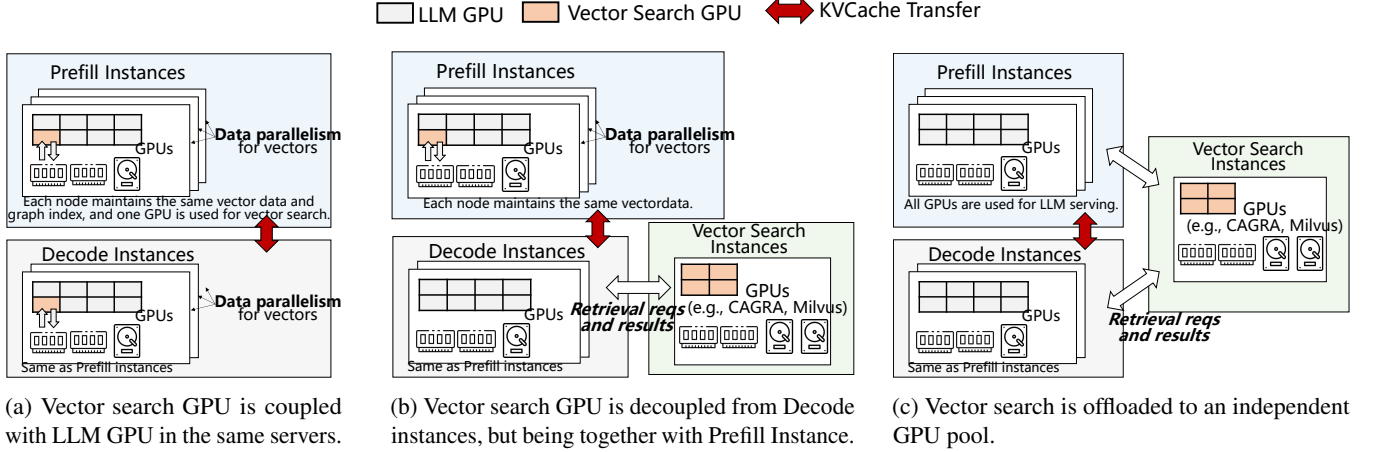 LLM GPU Vector Search GPU KVCache Transfer
Prefill Instances
Data parallelism
for vectors
GPUs
Each node maintains the same vector data and
graph index, and one GPU is used for vector search.
Decode Instances
Data parallelism
for vectors
GPUs
Same as Prefill instances
(a) Vector search GPU is coupled
with LLM GPU in the same servers.
Prefill Instances
Data parallelism
for vectors
GPUs
Each node maintains the same vectordata.
Decode Instances
GPUs
Same as Prefill instances
Retrieval reqs
and results
Vector Search
Instances
GPUs
(e.g., CAGRA, Milvus)
(b) Vector search GPU is decoupled from Decode
instances, but being together with Prefill Instance.
Prefill Instances
GPUs
All GPUs are used for LLM serving.
Decode Instances
GPUs
Same as Prefill instances
Vector Search
Instances
GPUs
(e.g., CAGRA, Milvus)
Retrieval reqs
and results
(c) Vector search is offloaded to an independent
GPU pool.